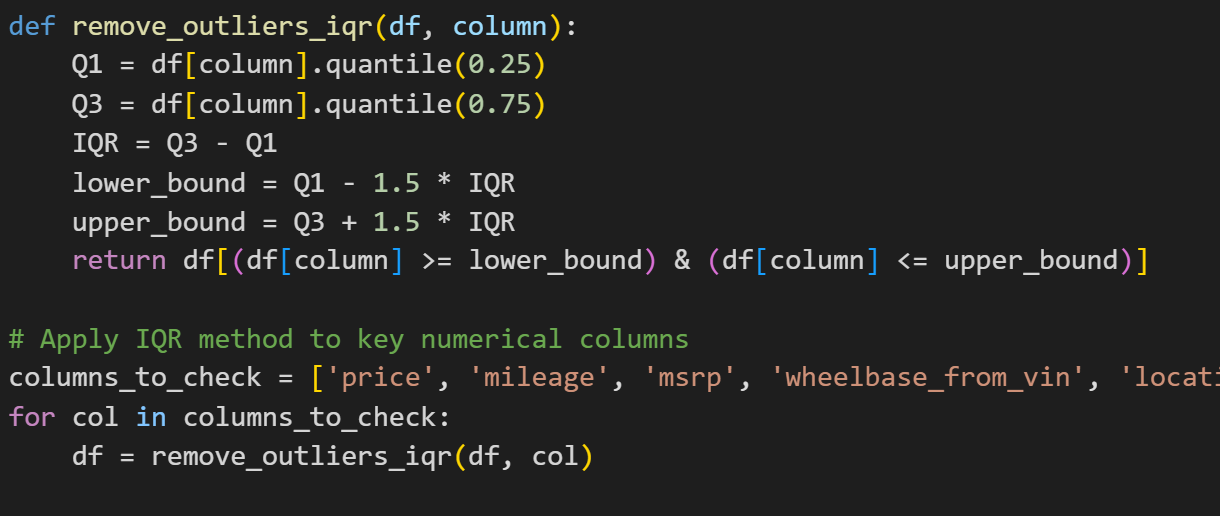 def remove_outliers_iqr(df, column):
    Q1 = df[column].quantile(0.25)
    Q3 = df[column].quantile(0.75)
    IQR = Q3 - Q1
    lower_bound = Q1 - 1.5 * IQR
    upper_bound = Q3 + 1.5 * IQR
    return df[(df[column] >= lower_bound) & (df[column] <= upper_bound)]

# Apply IQR method to key numerical columns
columns_to_check = ['price', 'mileage', 'msrp', 'wheelbase_from_vin',
for col in columns_to_check:
    df = remove_outliers_iqr(df, col)